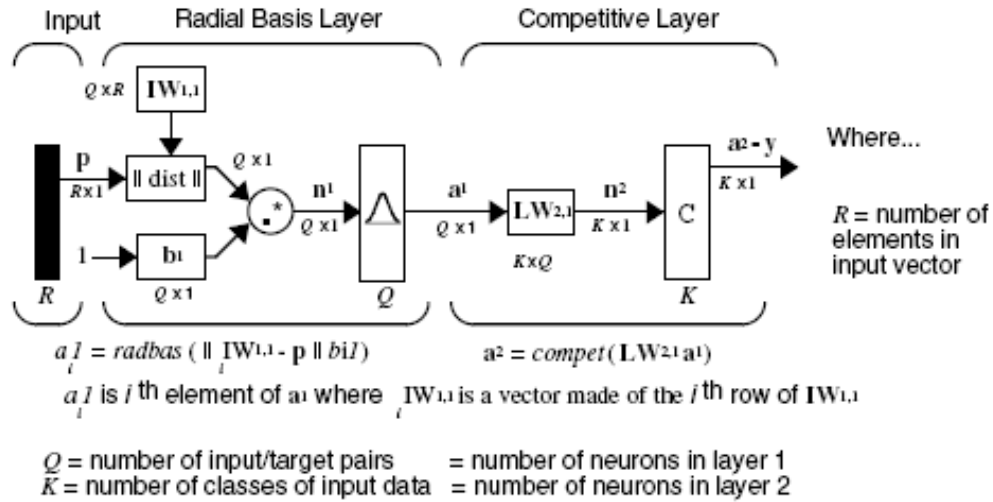 Input Radial Basis Layer Competitive Layer
Q x R IW1,1
Where...
p R x 1 || dist || Q x 1 .* n1 Q x 1 a1 Q x 1 LW2,1 n2 K x 1 C a2 - y K x 1
K x Q
1 b1 Q x 1
R Q K
R = number of
elements in
input vector
ai1 = radbas ( || iIW1,1 - p || bi1)
a2 = compet(LW2,1 a1)
ai1 is i th element of a1 where iIW1,1 is a vector made of the i th row of IW1,1
Q = number of input/target pairs = number of neurons in layer 1
K = number of classes of input data = number of neurons in layer 2